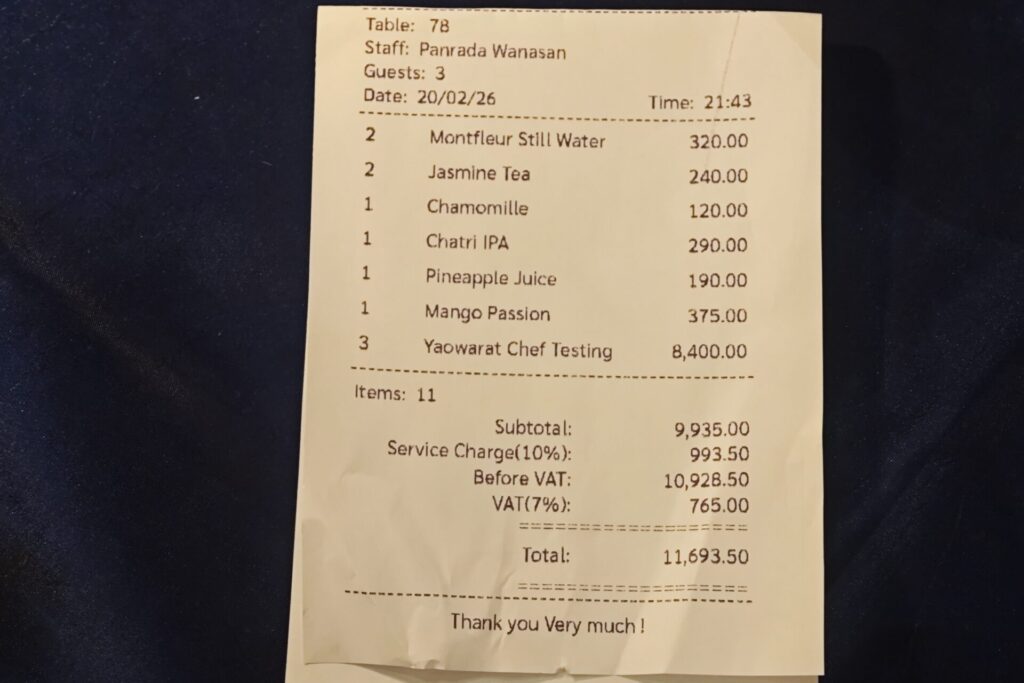 Table: 78
Staff: Panrada Wanasan
Guests: 3
Date: 20/02/26 Time: 21:43
2 Montfleur Still Water 320.00
2 Jasmine Tea 240.00
1 Chamomille 120.00
1 Chatri IPA 290.00
1 Pineapple Juice 190.00
1 Mango Passion 375.00
3 Yaowarat Chef Testing 8,400.00
Items: 11
Subtotal: 9,935.00
Service Charge(10%): 993.50
Before VAT: 10,928.50
VAT(7%): 765.00
Total: 11,693.50
Thank you Very much !